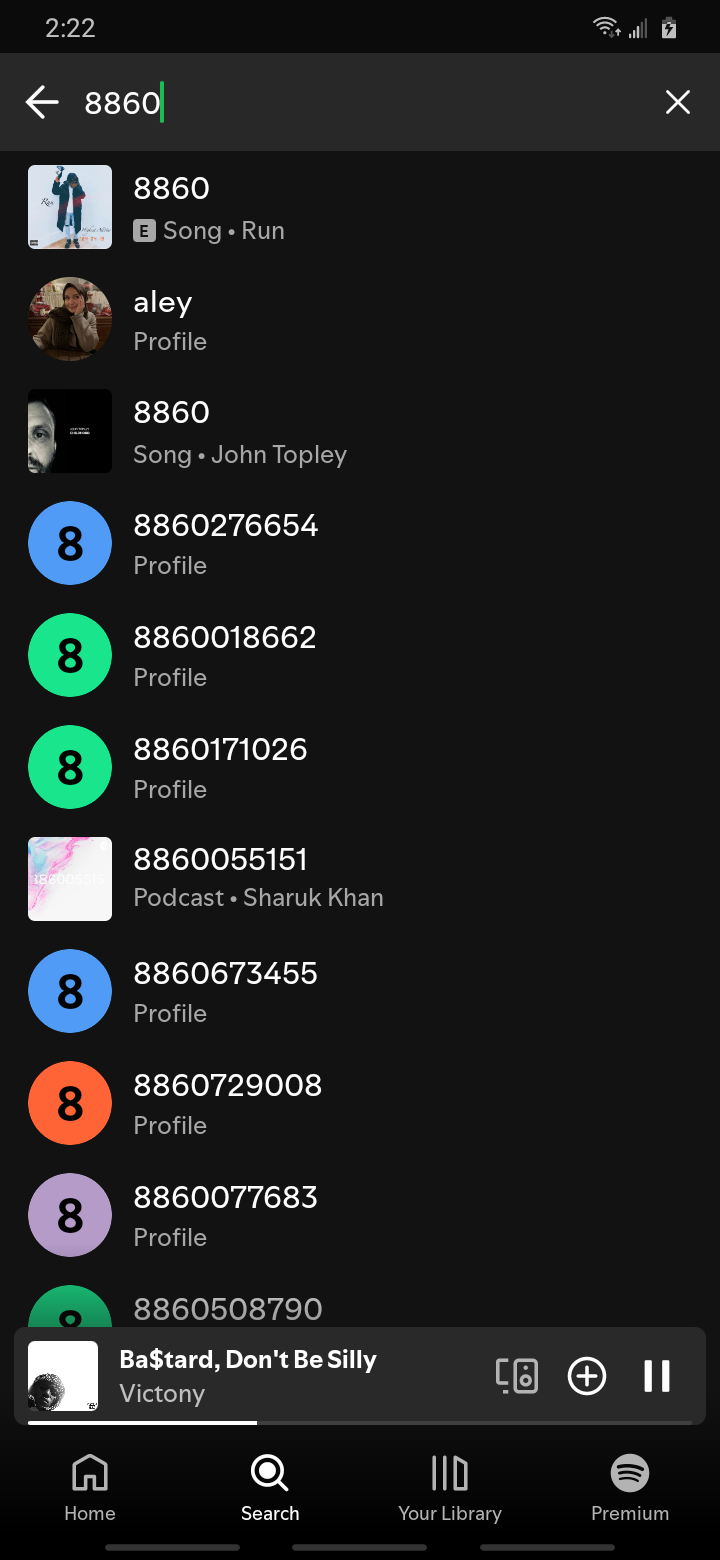 2:22
8860
8860
E Song • Run
aley
Profile
8860
Song • John Topley
8 8860276654
Profile
8 8860018662
Profile
8 8860171026
Profile
8860055151
Podcast • Sharuk Khan
8 8860673455
Profile
8 8860729008
Profile
8 8860077683
Profile
8 8860508790
Ba$tard, Don't Be Silly
Victony
Home
Search
Your Library
Premium